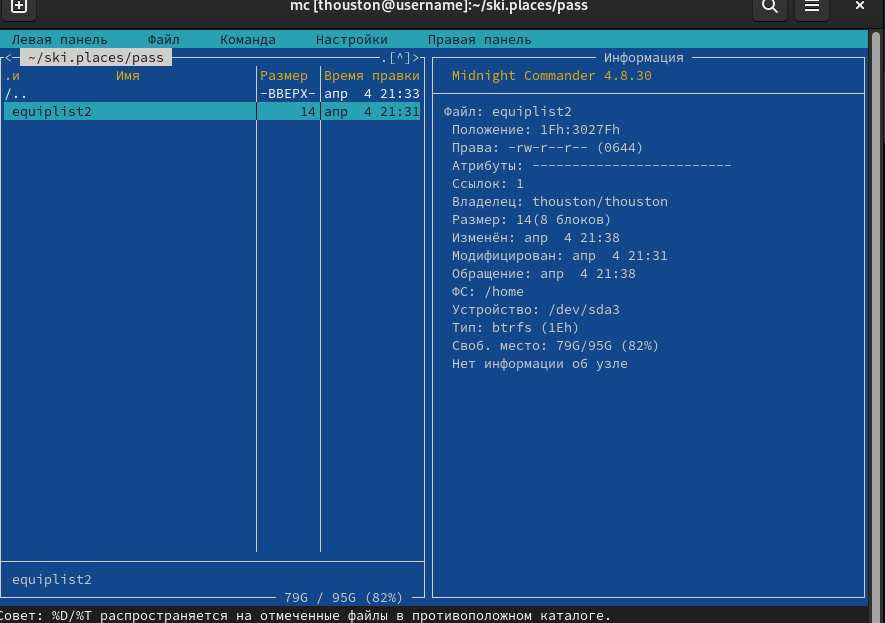 mc [thouston@username]:~/ski.places/pass
Левая панель Файл Команда Настройки Правая панель
<─ ~/ski.places/pass .[^]>
.и Имя Размер Время правки
/.. -ВВЕРХ- апр 4 21:33
equiplist2 14 апр 4 21:31
equiplist2
79G / 95G (82%)
Информация
Midnight Commander 4.8.30
Файл: equiplist2
Положение: 1Fh:3027Fh
Права: -rw-r--r-- (0644)
Атрибуты: -------------------------
Ссылок: 1
Владелец: thouston/thouston
Размер: 14(8 блоков)
Изменён: апр 4 21:38
Модифицирован: апр 4 21:31
Обращение: апр 4 21:38
ФС: /home
Устройство: /dev/sda3
Тип: btrfs (1Eh)
Своб. место: 79G/95G (82%)
Нет информации об узле
Совет: %D/%T распространяется на отмеченные файлы в противоположном каталоге.